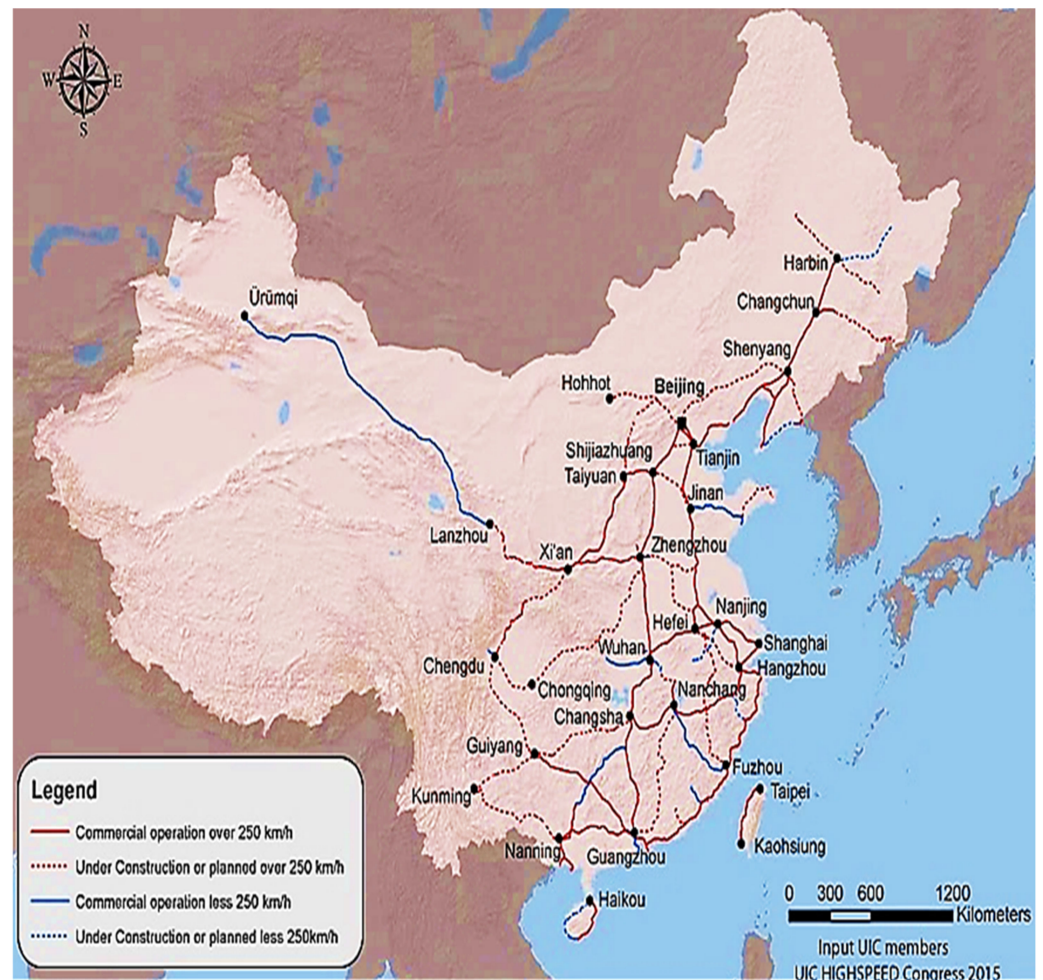 N
W E
S
Harbin
Ürümqi
Changchun
Shenyang
Hohhot
Beijing
Shijiazhuang
Tianjin
Taiyuan
Jinan
Lanzhou
Xi'an
Zhengzhou
Nanjing
Hefei
Shanghai
Wuhan
Hangzhou
Chengdu
Chongqing
Nanchang
Changsha
Guiyang
Fuzhou
Kunming
Taipei
Nanning
Guangzhou
Kaohsiung
Haikou
Legend
Commercial operation over 250 km/h
Under Construction or planned over 250 km/h
Commercial operation less 250 km/h
Under Construction or planned less 250km/h
0 300 600 1200
Kilometers
Input UIC members
UIC HIGHSPEED Congress 2015